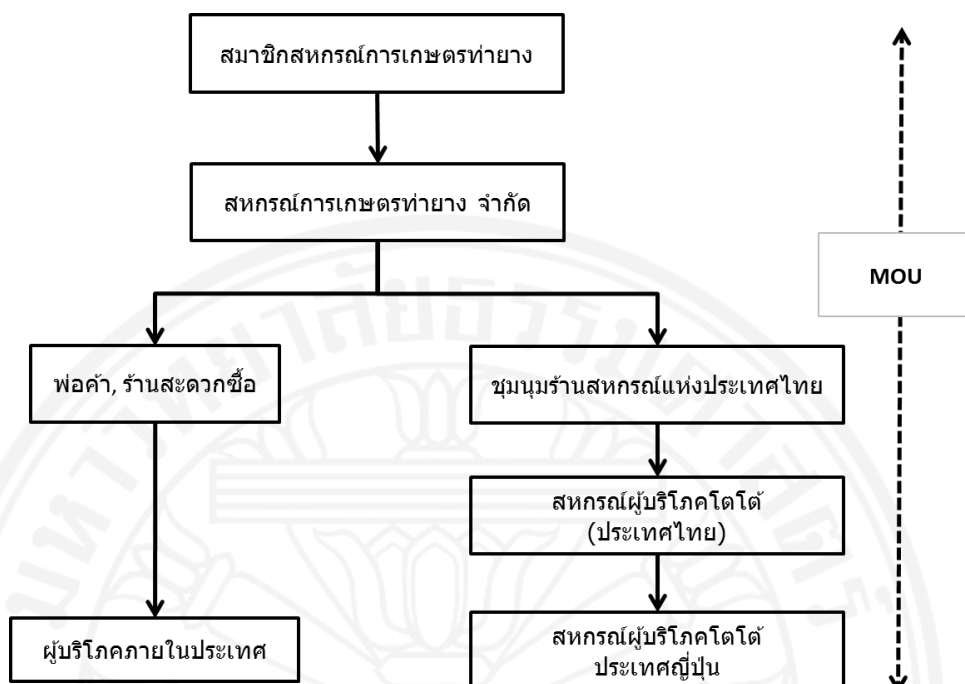 สมาชิกสหกรณ์การเกษตรท่ายาง
สหกรณ์การเกษตรท่ายาง จำกัด
MOU
พ่อค้า, ร้านสะดวกซื้อ
ชุมนุมร้านสหกรณ์แห่งประเทศไทย
สหกรณ์ผู้บริโภคโตโต้
(ประเทศไทย)
ผู้บริโภคภายในประเทศ
สหกรณ์ผู้บริโภคโตโต้
ประเทศญี่ปุ่น